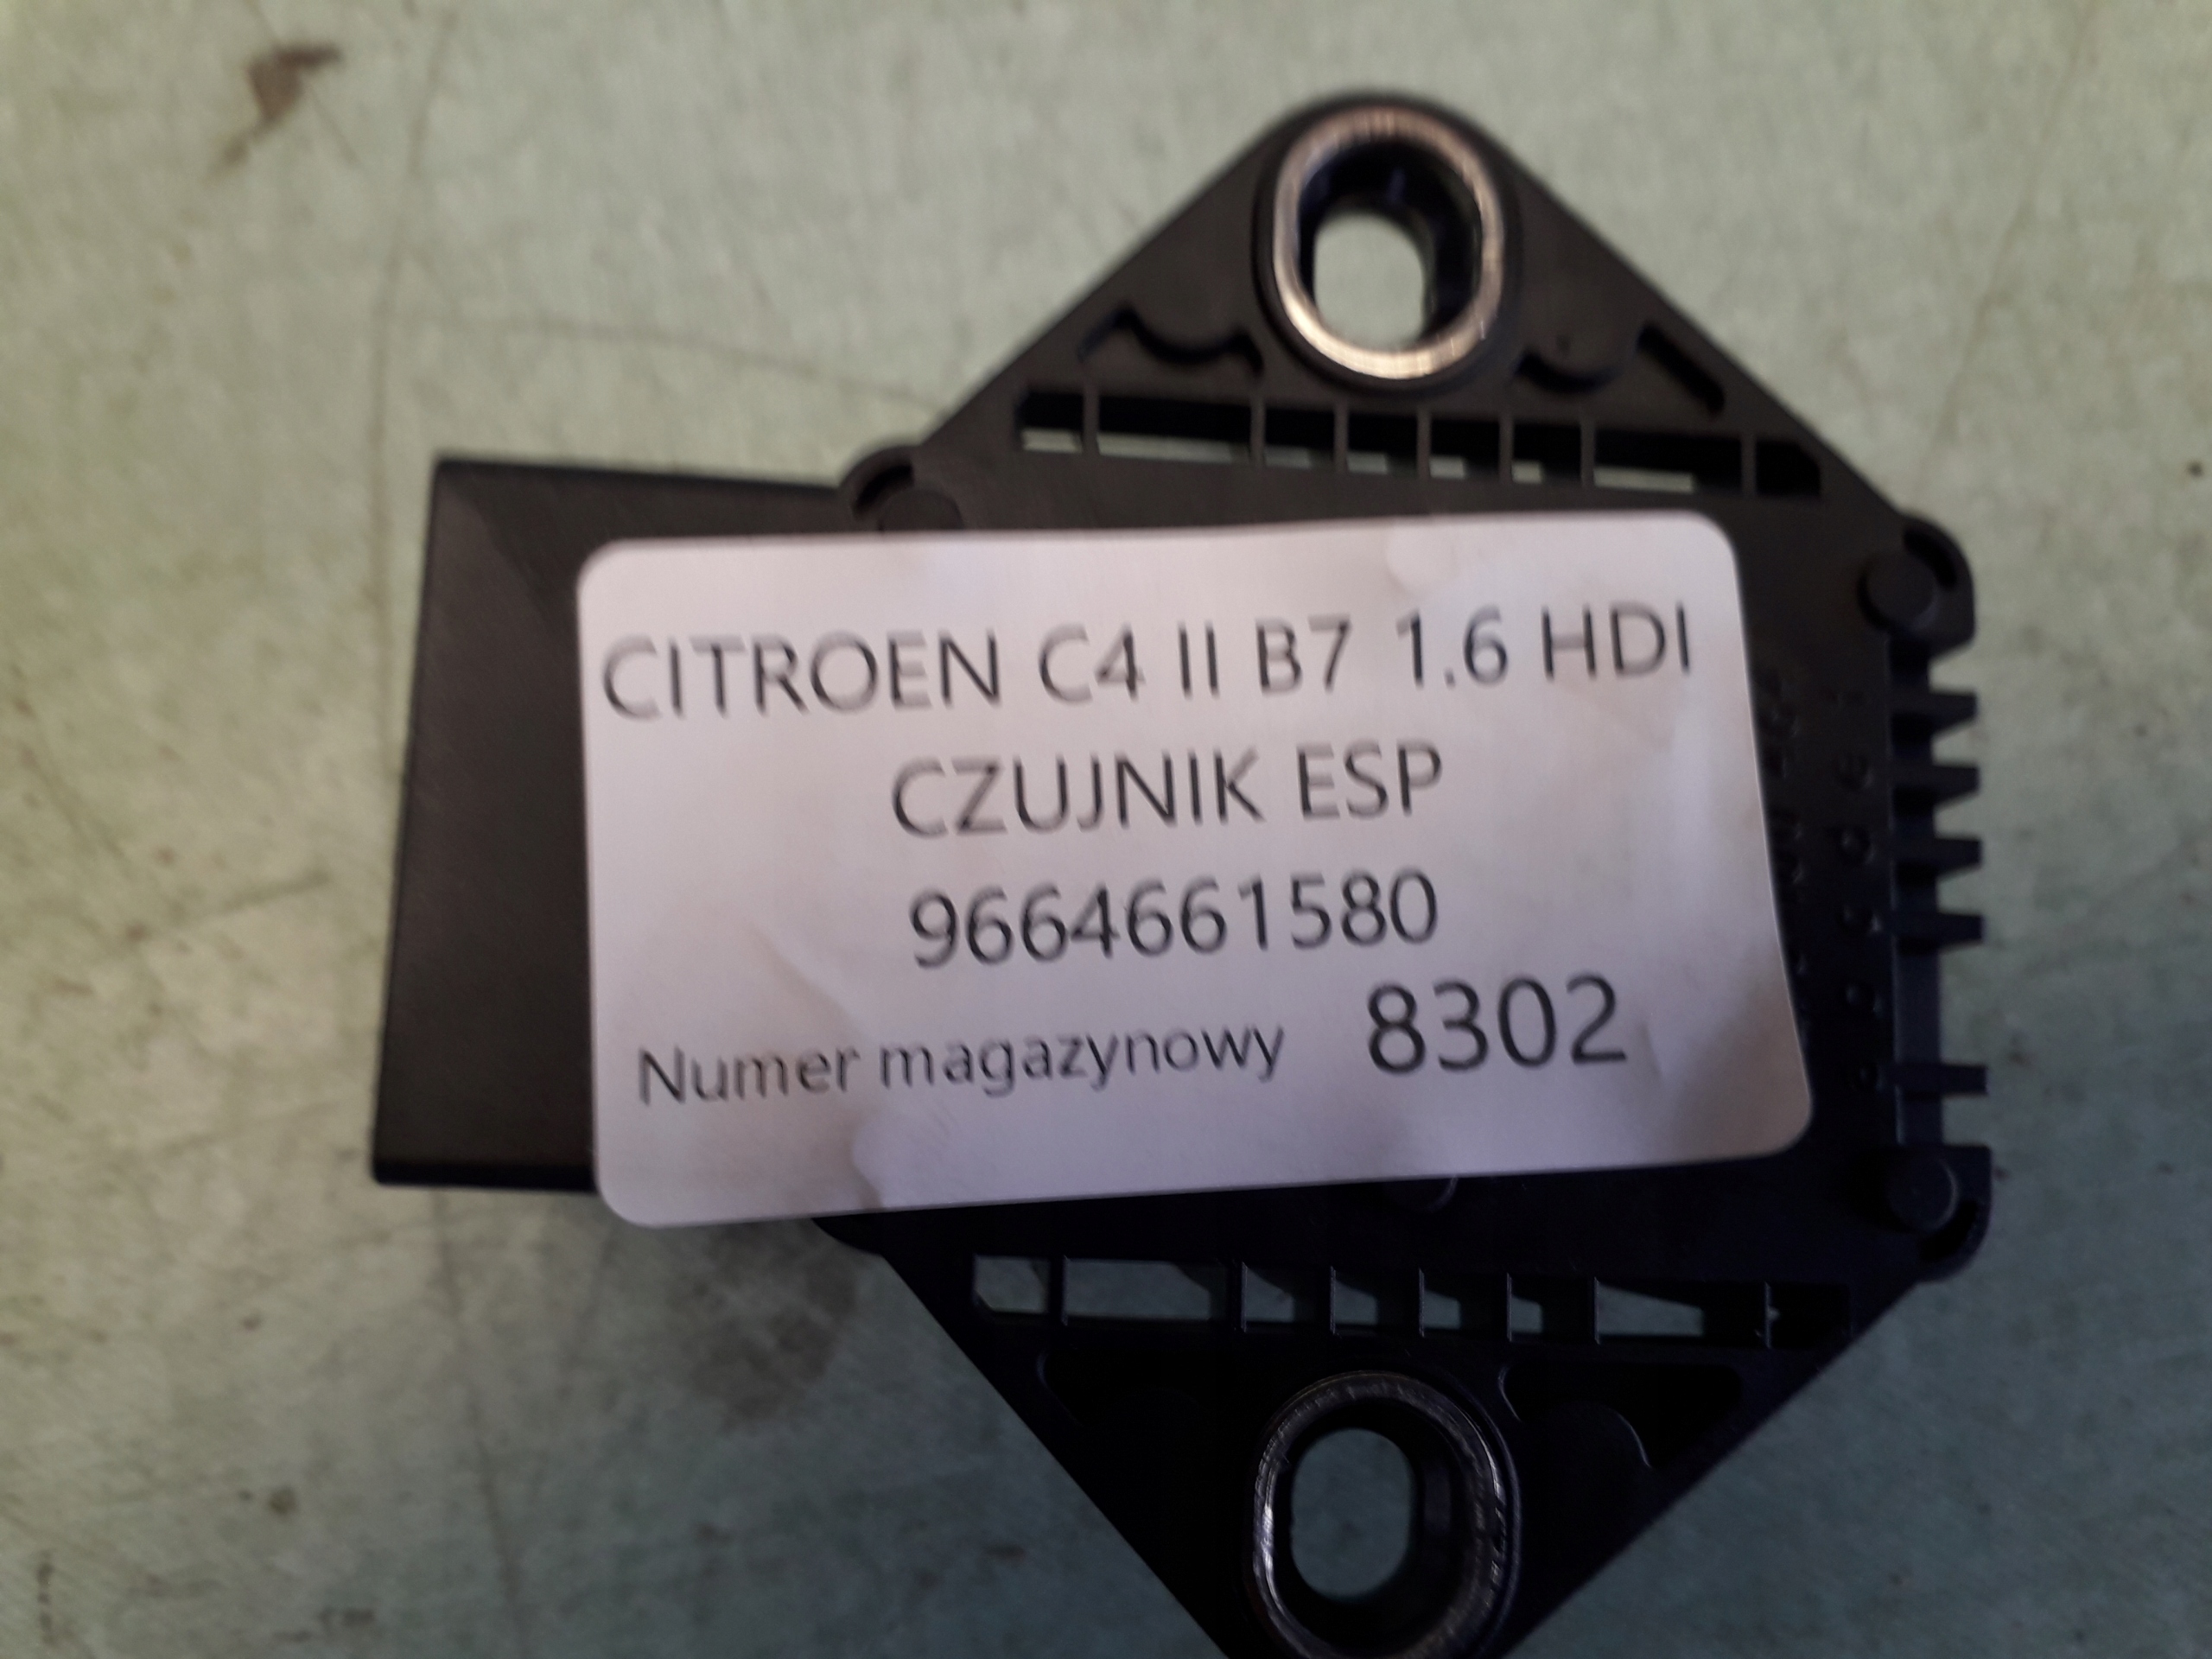 CITROEN C4 II B7 1.6 HDI
CZUJNIK ESP
9664661580
Numer magazynowy 8302